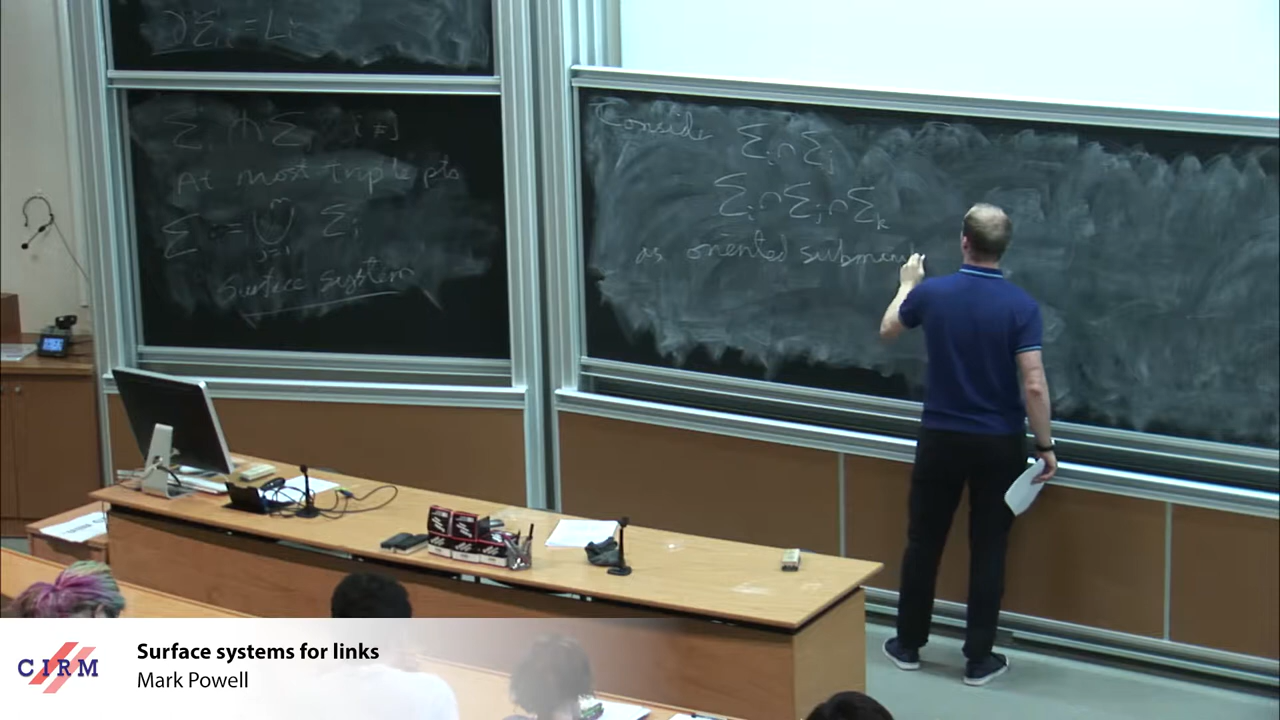 ∂Σᵢ = Lᵢ
Σᵢ ⋔ Σⱼ i ≠ j
At most triple pts
Σ = ⋃ Σᵢ
Surface system
Consider Σᵢ∩Σⱼ
Σᵢ∩Σⱼ∩Σₖ
as oriented submani
CIRM
Surface systems for links
Mark Powell